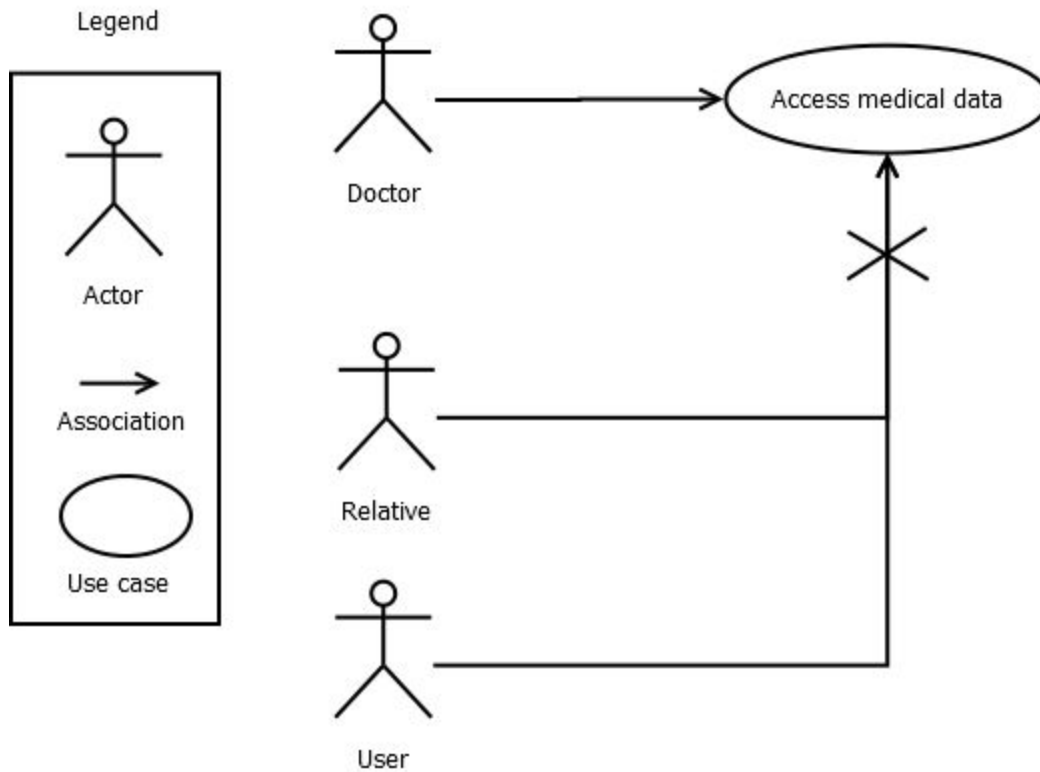 Legend
Actor
Association
Use case
Doctor
Relative
User
Access medical data